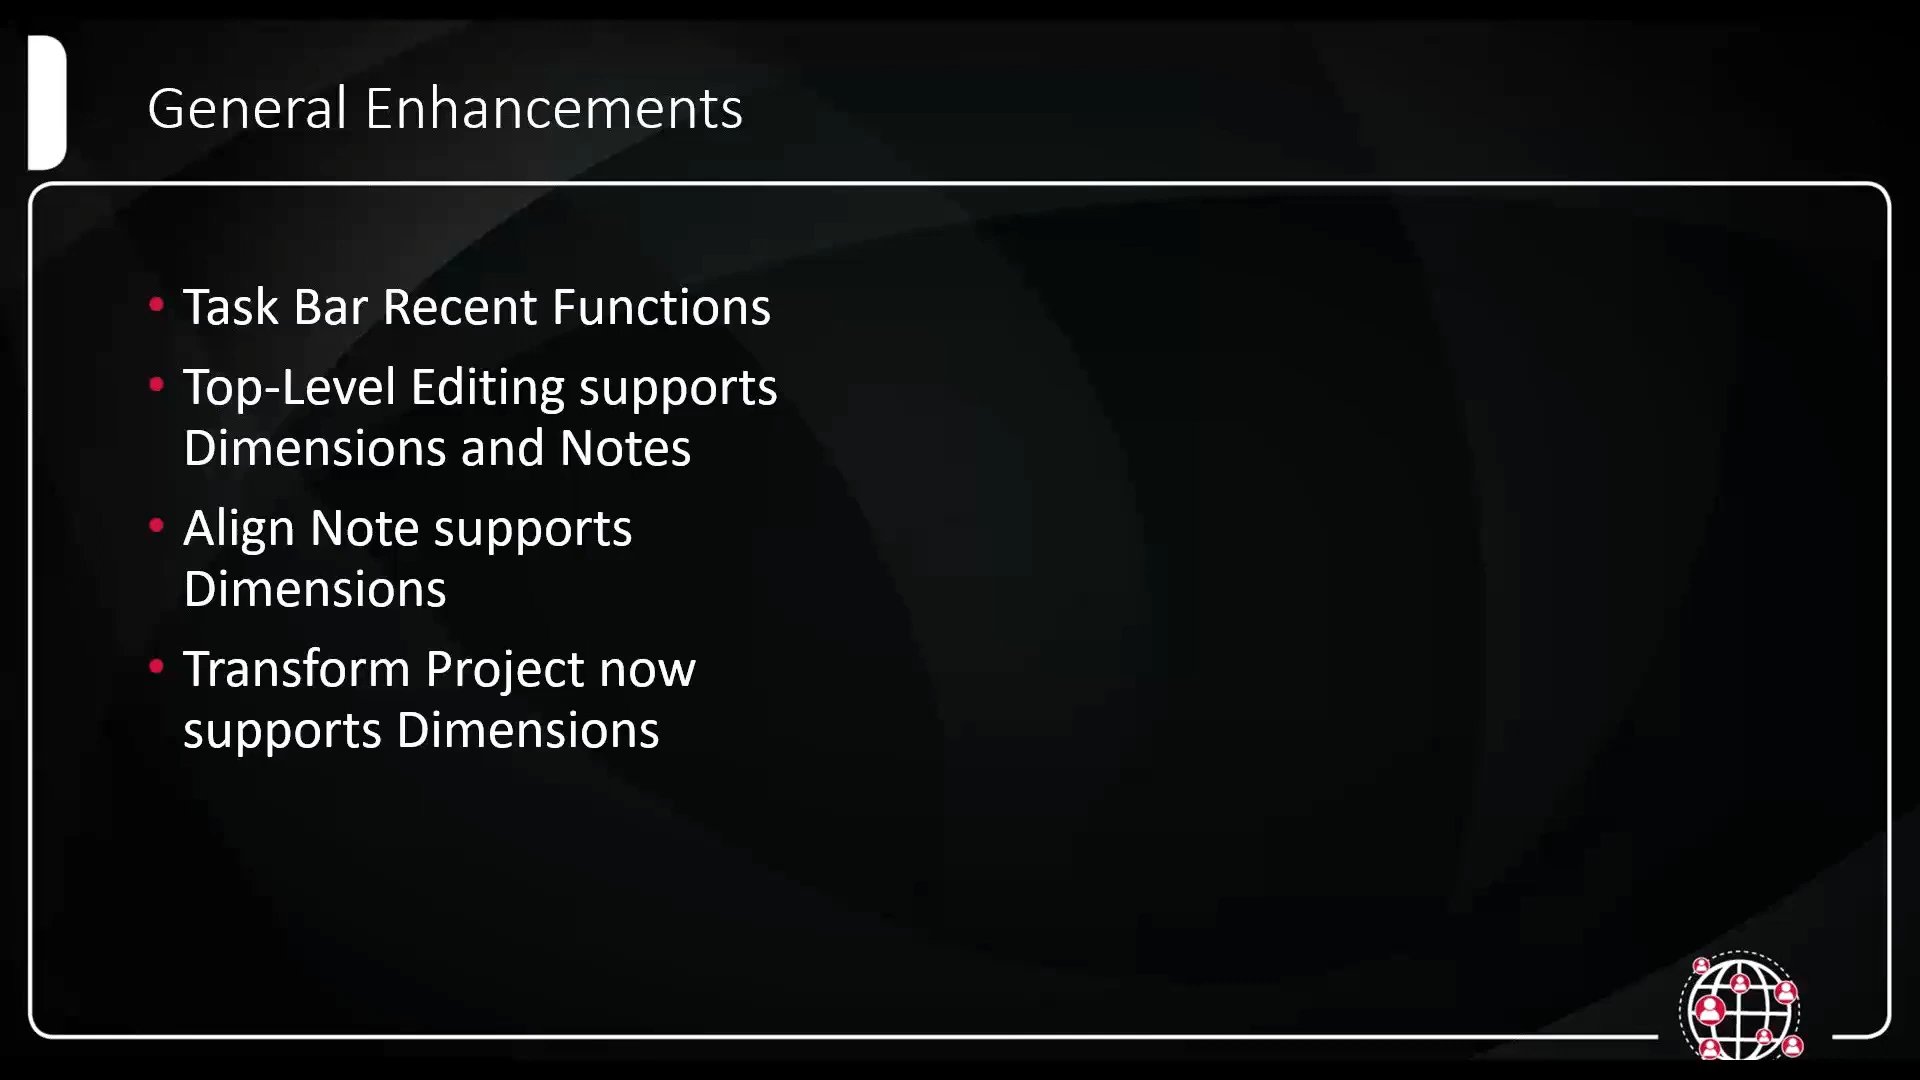 General Enhancements
• Task Bar Recent Functions
• Top-Level Editing supports
Dimensions and Notes
• Align Note supports
Dimensions
• Transform Project now
supports Dimensions